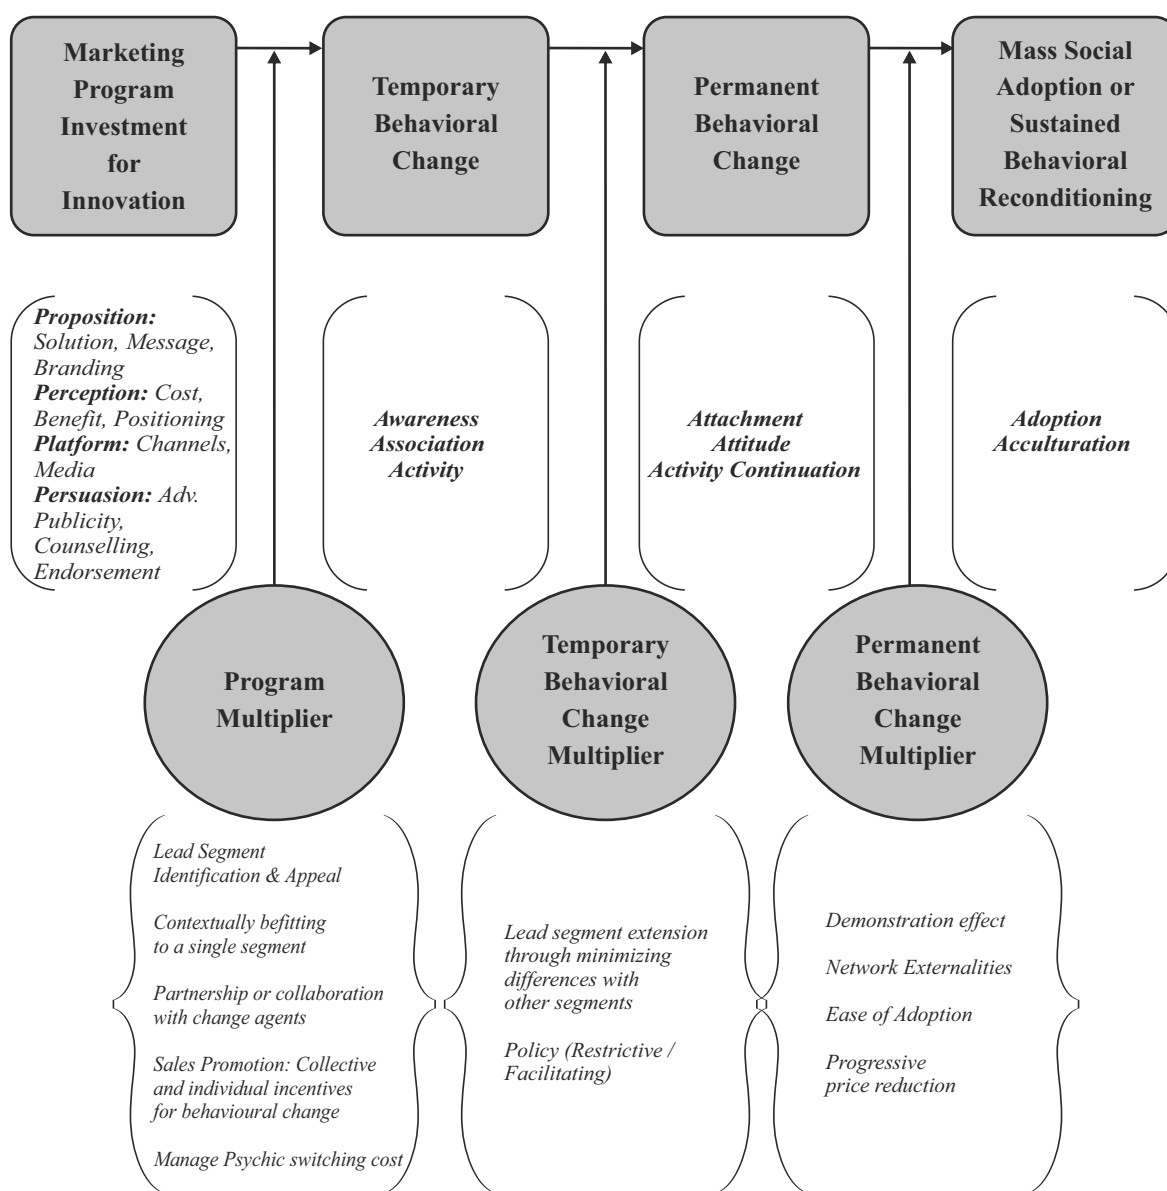 Marketing
Program
Investment
for
Innovation
Temporary
Behavioral
Change
Permanent
Behavioral
Change
Mass Social
Adoption or
Sustained
Behavioral
Reconditioning
Proposition:
Solution, Message,
Branding
Perception: Cost,
Benefit, Positioning
Platform: Channels,
Media
Persuasion: Adv.
Publicity,
Counselling,
Endorsement
Awareness
Association
Activity
Attachment
Attitude
Activity Continuation
Adoption
Acculturation
Program
Multiplier
Temporary
Behavioral
Change
Multiplier
Permanent
Behavioral
Change
Multiplier
Lead Segment
Identification & Appeal
Contextually befitting
to a single segment
Partnership or collaboration
with change agents
Sales Promotion: Collective
and individual incentives
for behavioural change
Manage Psychic switching cost
Lead segment extension
through minimizing
differences with
other segments
Policy (Restrictive /
Facilitating)
Demonstration effect
Network Externalities
Ease of Adoption
Progressive
price reduction